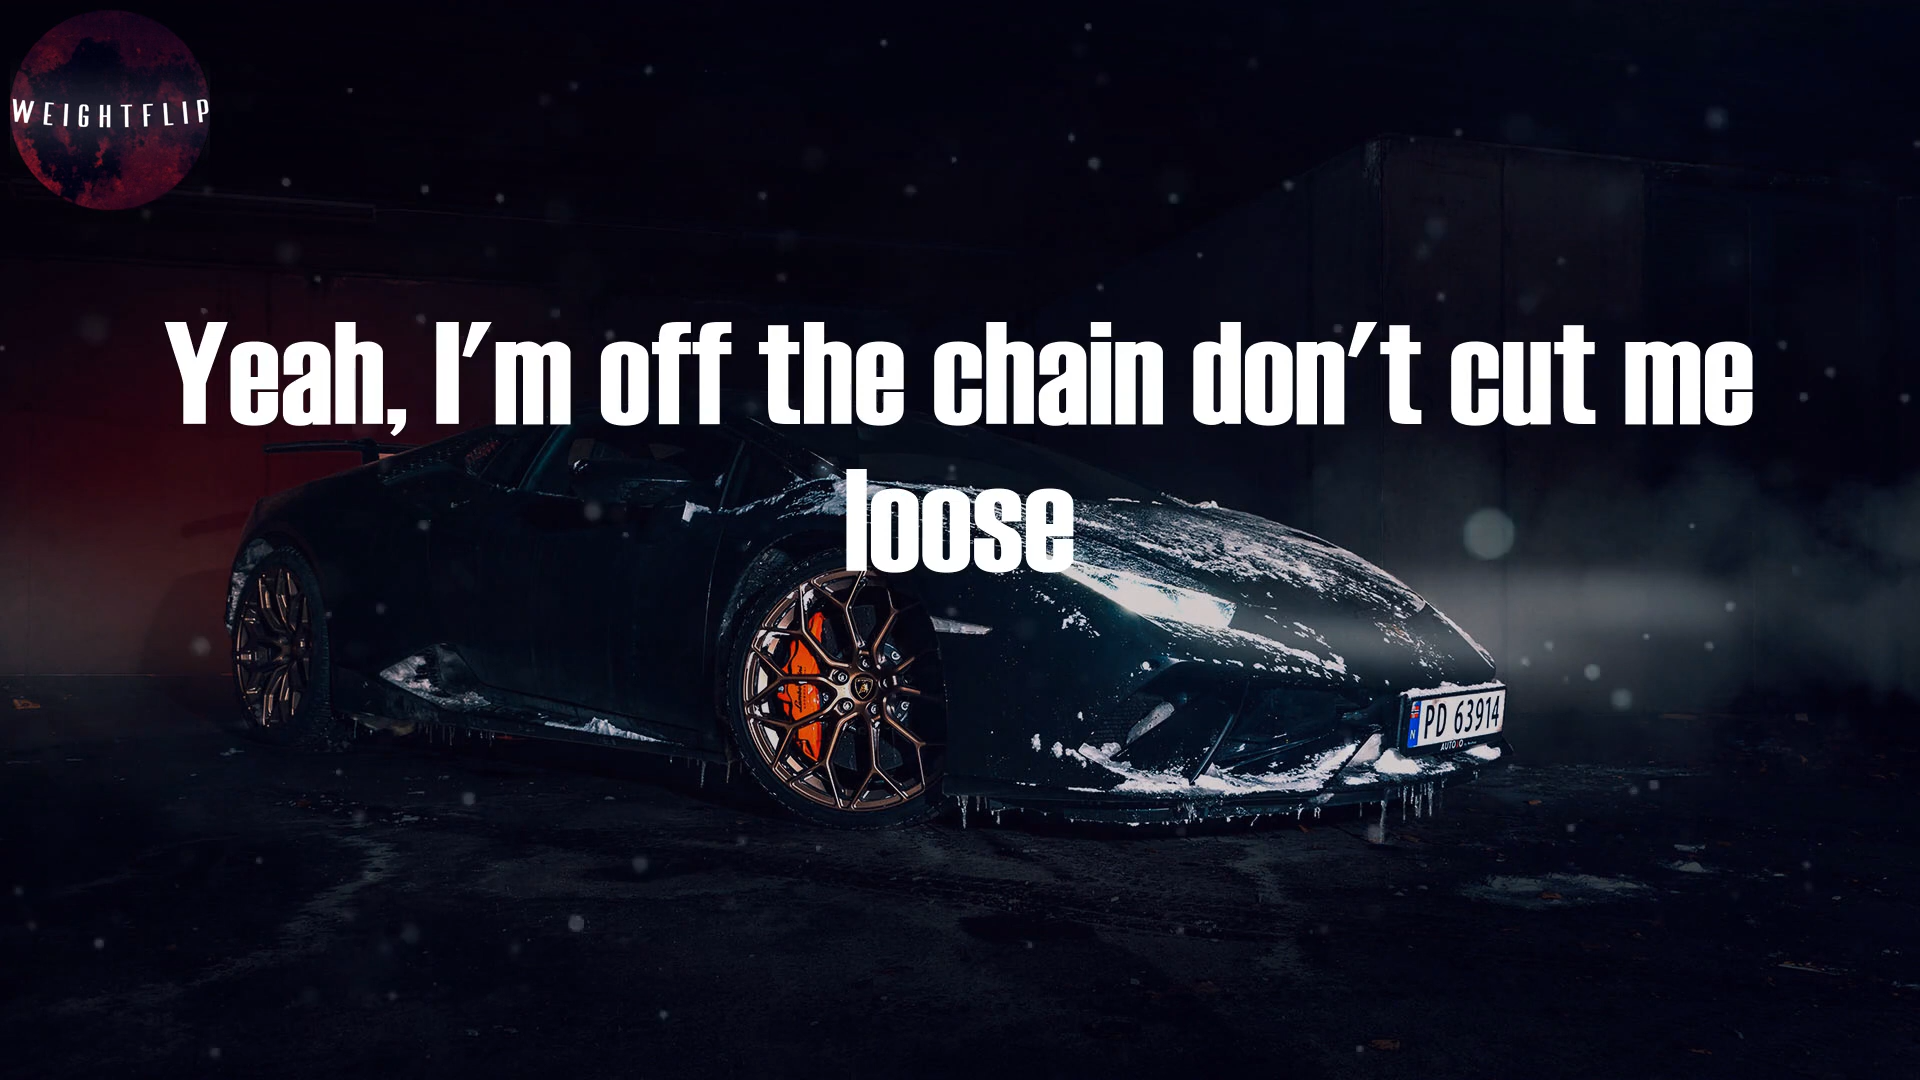 WEIGHTFLIP
Yeah, I'm off the chain don't cut me
loose
N
PD 63914